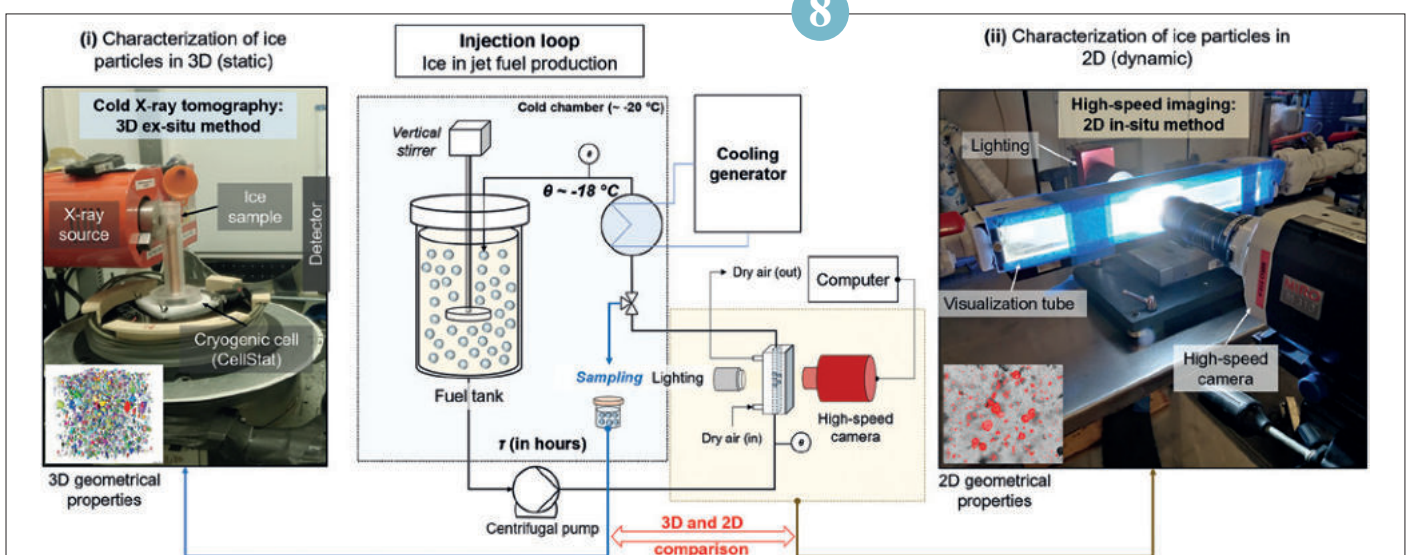 8
(i) Characterization of ice
particles in 3D (static)
Cold X-ray tomography:
3D ex-situ method
X-ray
source
Ice
sample
Detector
Cryogenic cell
(CellStat)
3D geometrical
properties
Injection loop
Ice in jet fuel production
Cold chamber (~ -20 °C)
Vertical
stirrer
θ
θ ~ -18 °C
Cooling
generator
Dry air (out)
Computer
Sampling
Lighting
Fuel tank
High-speed
camera
Dry air (in)
θ
τ (in hours)
Centrifugal pump
3D and 2D
comparison
(ii) Characterization of ice particles in
2D (dynamic)
High-speed imaging:
2D in-situ method
Lighting
Visualization tube
High-speed
camera
2D geometrical
properties